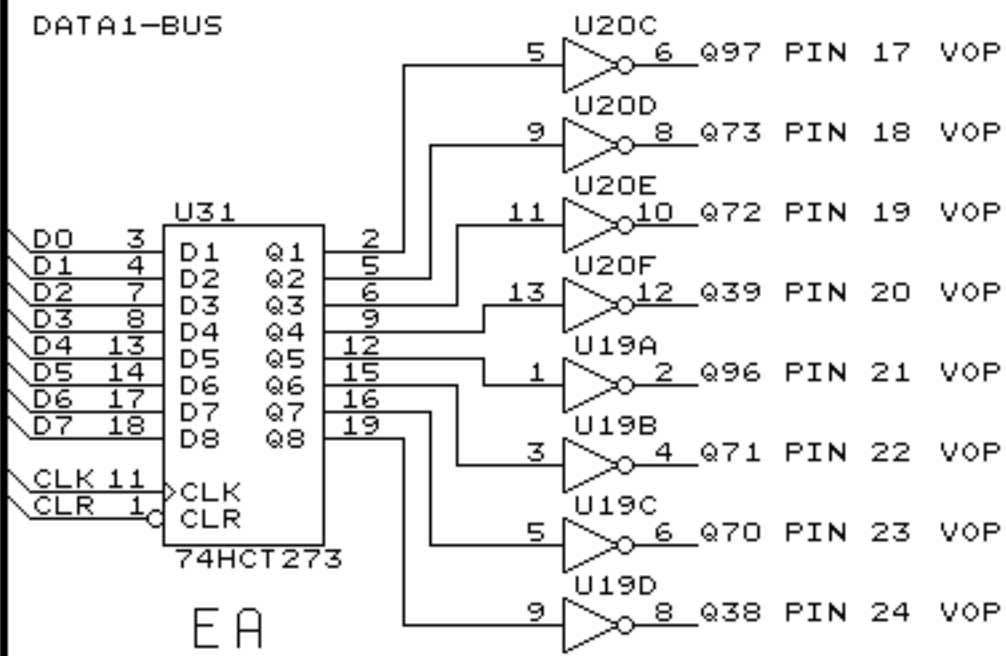 DATA1-BUS
U20C
5 6 Q97 PIN 17 VOP
U20D
9 8 Q73 PIN 18 VOP
U20E
11 10 Q72 PIN 19 VOP
U20F
13 12 Q39 PIN 20 VOP
U19A
1 2 Q96 PIN 21 VOP
U19B
3 4 Q71 PIN 22 VOP
U19C
5 6 Q70 PIN 23 VOP
U19D
9 8 Q38 PIN 24 VOP
U31
D0 3 D1 Q1 2
D1 4 D2 Q2 5
D2 7 D3 Q3 6
D3 8 D4 Q4 9
D4 13 D5 Q5 12
D5 14 D6 Q6 15
D6 17 D7 Q7 16
D7 18 D8 Q8 19
CLK 11 CLK
CLR 1 CLR
74HCT273
EA